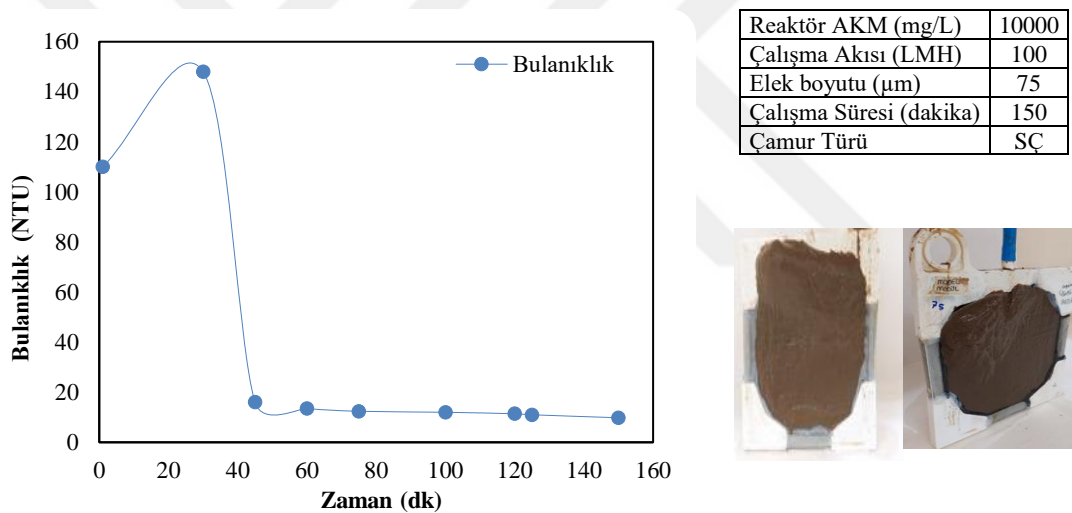 160
140
120
100
80
60
40
20
0
Bulanıklık (NTU)
Bulanıklık
0 20 40 60 80 100 120 140 160
Zaman (dk)
Reaktör AKM (mg/L) 10000
Çalışma Akısı (LMH) 100
Elek boyutu (µm) 75
Çalışma Süresi (dakika) 150
Çamur Türü SÇ
75